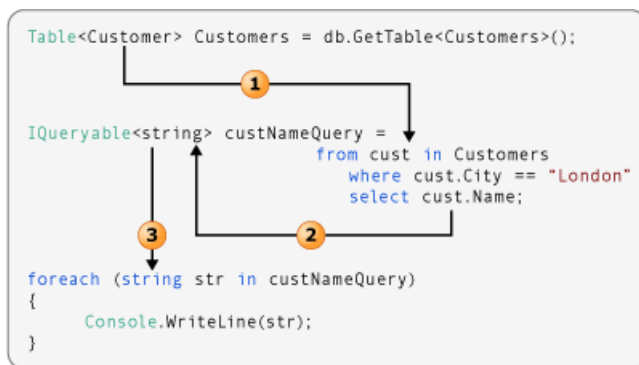 Table<Customer> Customers = db.GetTable<Customers>();
1
IQueryable<string> custNameQuery =
from cust in Customers
where cust.City == “London”
select cust.Name;
3
2
foreach (string str in custNameQuery)
{
Console.WriteLine(str);
}